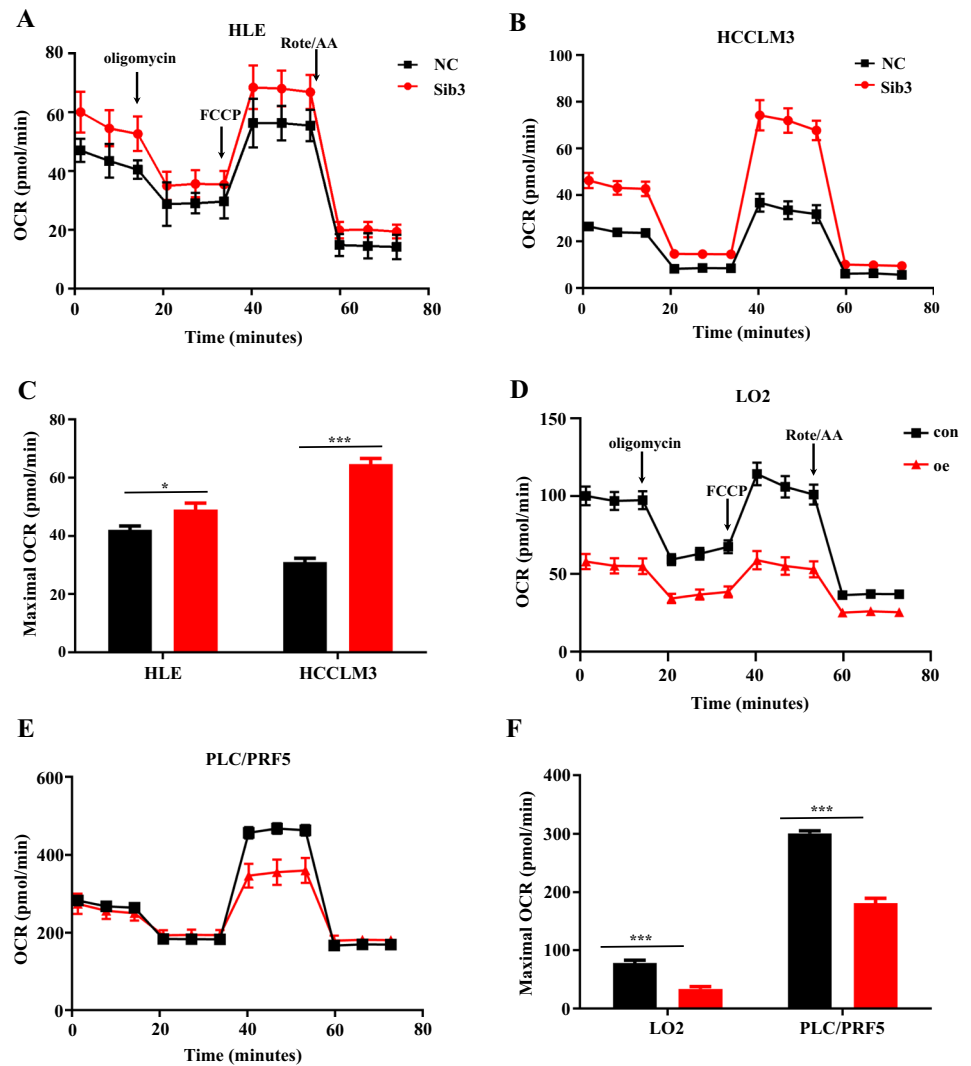 A
HLE
oligomycin
FCCP
Rote/AA
NC
Sib3
OCR (pmol/min)
80
60
40
20
0
0 20 40 60 80
Time (minutes)
B
HCCLM3
NC
Sib3
OCR (pmol/min)
100
80
60
40
20
0
0 20 40 60 80
Time (minutes)
C
Maximal OCR (pmol/min)
80
60
40
20
0
*
***
HLE HCCLM3
D
LO2
con
oe
oligomycin
FCCP
Rote/AA
OCR (pmol/min)
150
100
50
0
0 20 40 60 80
Time (minutes)
E
PLC/PRF5
OCR (pmol/min)
600
400
200
0
0 20 40 60 80
Time (minutes)
F
Maximal OCR (pmol/min)
400
300
200
100
0
***
***
LO2 PLC/PRF5